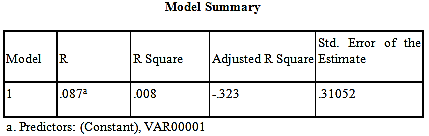 Model Summary
Model R R Square Adjusted R Square Std. Error of the Estimate
1 .087a .008 -.323 .31052
a. Predictors: (Constant), VAR00001